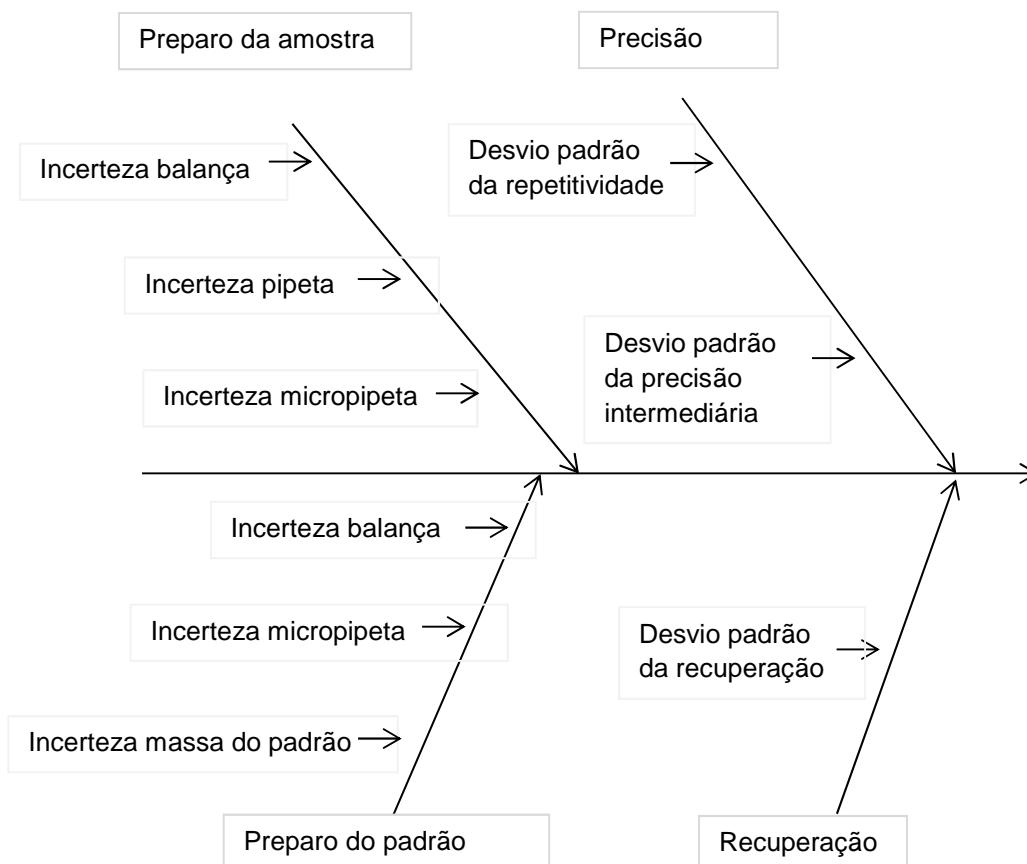 Preparo da amostra
Precisão
Incerteza balança
Desvio padrão
da repetitividade
Incerteza pipeta
Desvio padrão
da precisão
intermediária
Incerteza micropipeta
Incerteza balança
Incerteza micropipeta
Desvio padrão
da recuperação
Incerteza massa do padrão
Preparo do padrão
Recuperação